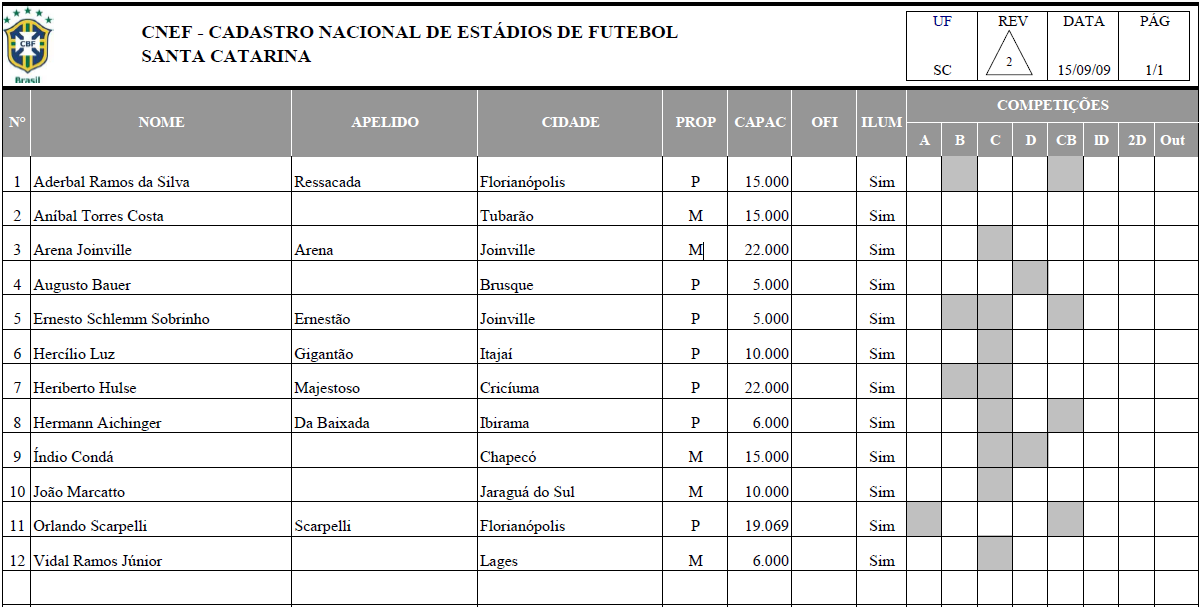 CBF
Brasil
CNEF - CADASTRO NACIONAL DE ESTÁDIOS DE FUTEBOL
SANTA CATARINA
UF REV DATA PÁG
SC 2 15/09/09 1/1
N° NOME APELIDO CIDADE PROP CAPAC OFI ILUM COMPETIÇÕES
A B C D CB ID 2D Out
1 Aderbal Ramos da Silva Ressacada Florianópolis P 15.000 Sim
2 Aníbal Torres Costa Tubarão M 15.000 Sim
3 Arena Joinville Arena Joinville M 22.000 Sim
4 Augusto Bauer Brusque P 5.000 Sim
5 Ernesto Schlemm Sobrinho Ernestão Joinville P 5.000 Sim
6 Hercílio Luz Gigantão Itajaí P 10.000 Sim
7 Heriberto Hulse Majestoso Cricíuma P 22.000 Sim
8 Hermann Aichinger Da Baixada Ibirama P 6.000 Sim
9 Índio Condá Chapecó M 15.000 Sim
10 João Marcatto Jaraguá do Sul M 10.000 Sim
11 Orlando Scarpelli Scarpelli Florianópolis P 19.069 Sim
12 Vidal Ramos Júnior Lages M 6.000 Sim